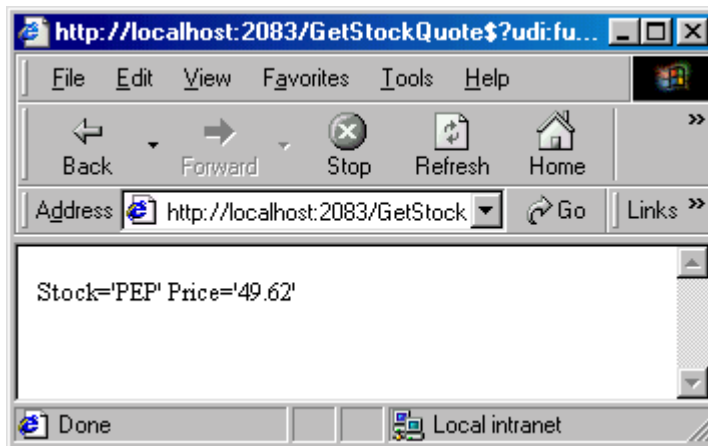 http://localhost:2083/GetStockQuote$?udi:fu...
File Edit View Favorites Tools Help
Back Forward Stop Refresh Home »
Address http://localhost:2083/GetStock Go Links »
Stock='PEP' Price='49.62'
Done Local intranet